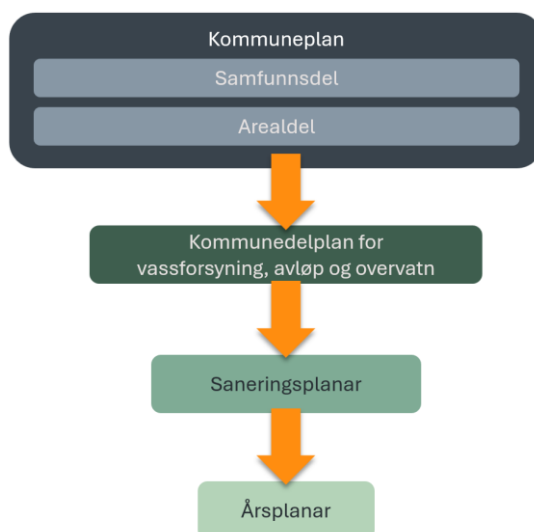 Kommuneplan
Samfunnsdel
Arealdel
Kommunedelplan for
vassforsyning, avløp og overvatn
Saneringsplanar
Årsplanar